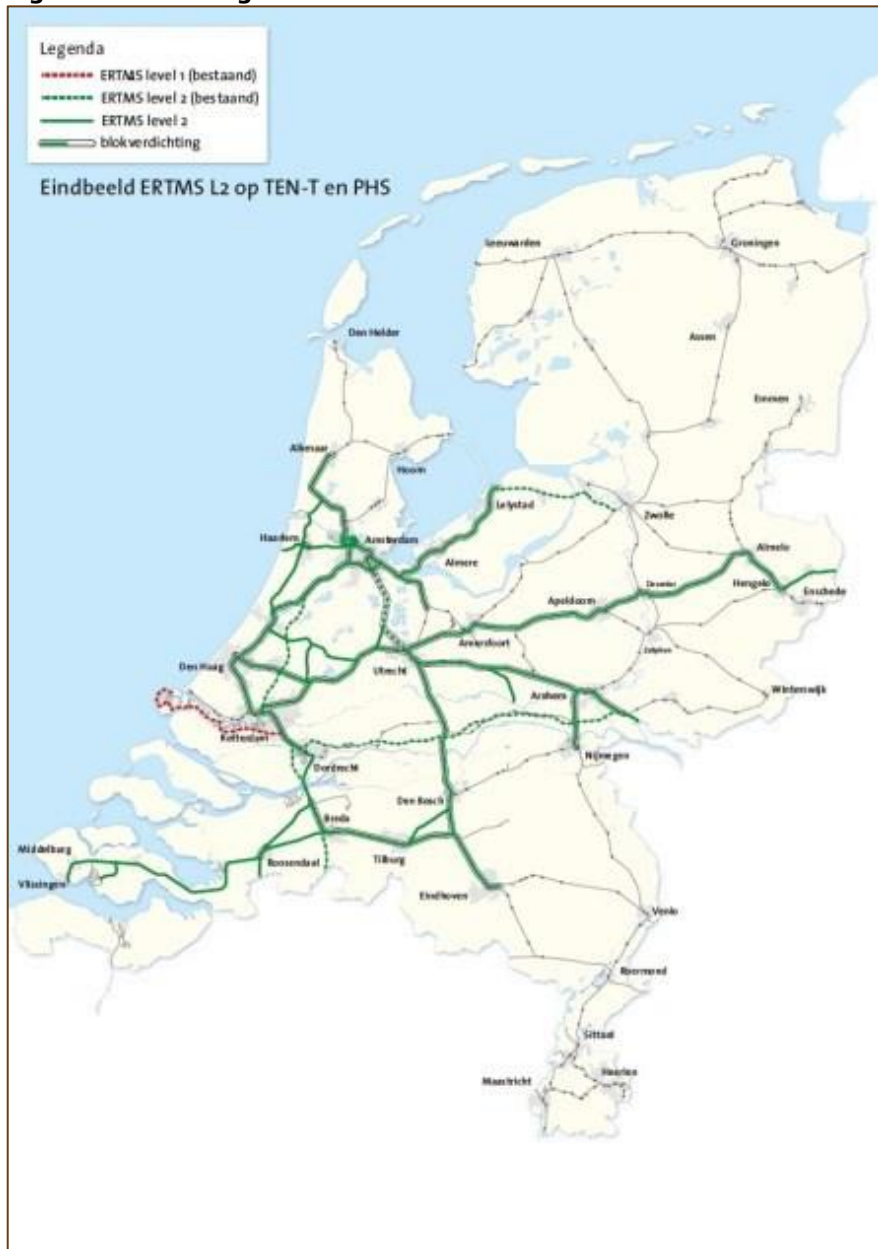 Legenda
ERTMS level 1 (bestaand)
ERTMS level 2 (bestaand)
ERTMS level 2
blokverdichting
Eindbeeld ERTMS L2 op TEN-T en PHS
Leeuwarden
Groningen
Assen
Den Helder
Emmen
Alkmaar
Hoorn
Lelystad
Zwolle
Haarlem
Amsterdam
Almere
Almelo
Hengelo
Enschede
Deventer
Apeldoorn
Amersfoort
Zutphen
Den Haag
Utrecht
Arnhem
Winterswijk
Rotterdam
Dordrecht
Nijmegen
Den Bosch
Breda
Middelburg
Roosendaal
Tilburg
Vlissingen
Eindhoven
Venlo
Roermond
Sittard
Heerlen
Maastricht